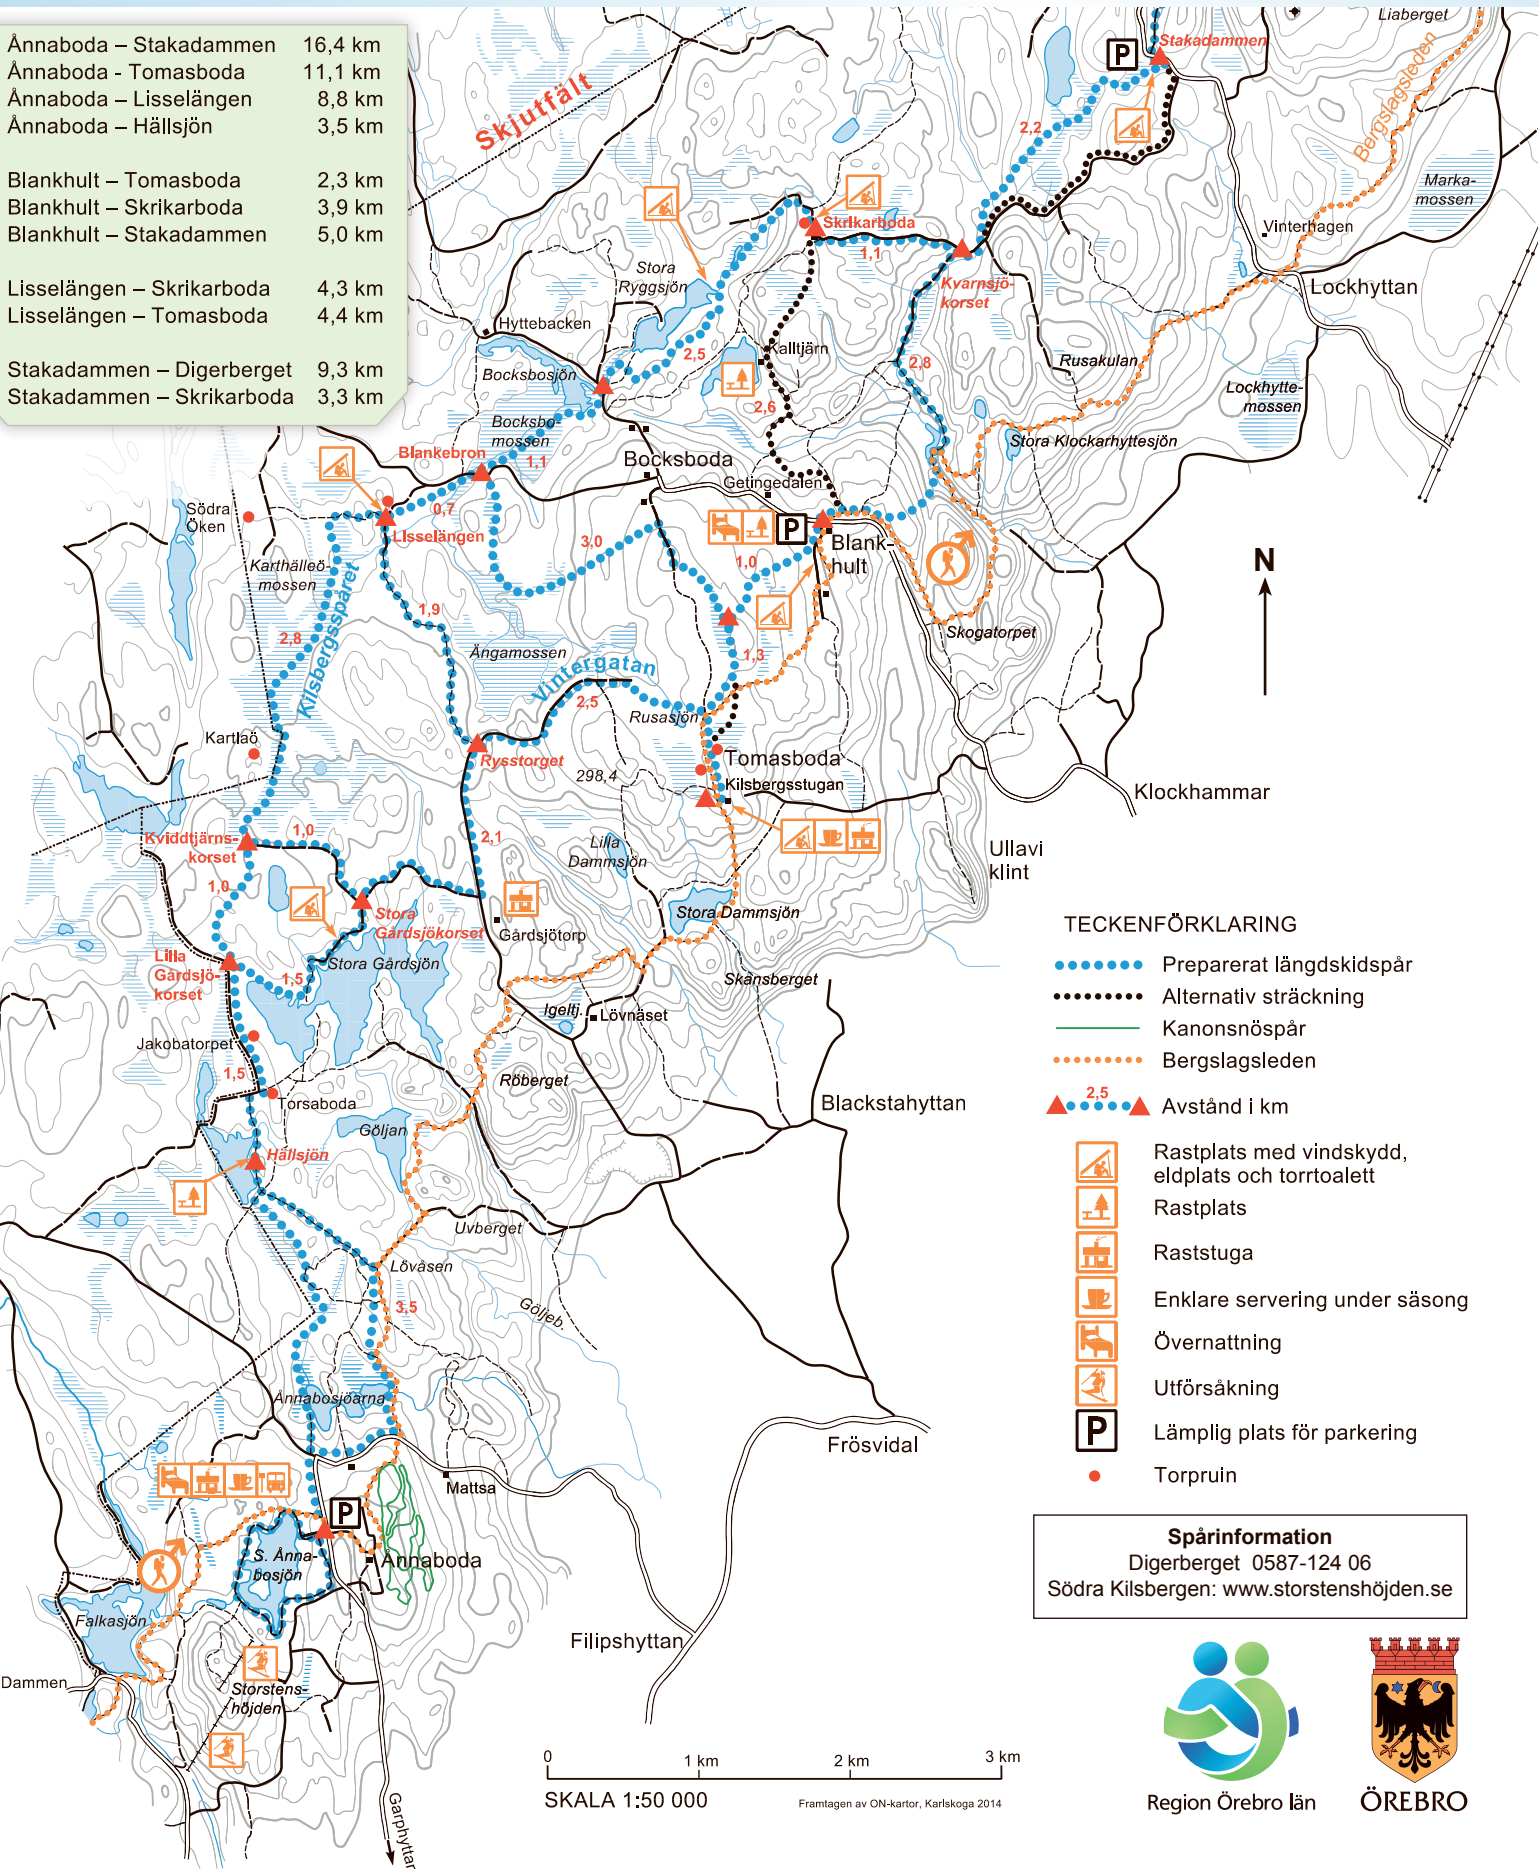 Ånnaboda – Stakadammen 16,4 km
Ånnaboda - Tomasboda 11,1 km
Ånnaboda – Lisselängen 8,8 km
Ånnaboda – Hällsjön 3,5 km
Blankhult – Tomasboda 2,3 km
Blankhult – Skrikarboda 3,9 km
Blankhult – Stakadammen 5,0 km
Lisselängen – Skrikarboda 4,3 km
Lisselängen – Tomasboda 4,4 km
Stakadammen – Digerberget 9,3 km
Stakadammen – Skrikarboda 3,3 km
Liaberget
Stakadammen
P
Skjutfält
Bergslagsleden
2,2
Marka-
mossen
Vinterhagen
Skrikarboda
1,1
Kvarnsjö-
korset
Lockhyttan
Stora
Ryggsjön
Hyttebacken
2,5
Kalltjärn
Bocksbosjön
2,8
Rusakulan
Lockhytte-
mossen
2,6
Bocksbo-
mossen
Stora Klockarhyttesjön
Blankebron
1,1
Bocksboda
Getingedalen
Södra
Öken
0,7
Lisselängen
3,0
P
Blank-
hult
1,0
N
Karthälleö-
mossen
Kilsbergsspåret
1,9
2,8
Skogatorpet
Ängamossen
1,3
Vintergatan
2,5
Rusasjön
Kartlaö
Rysstorget
298,4
Tomasboda
Kilsbergsstugan
Klockhammar
Kviddtjärns-
korset
1,0
2,1
Lilla
Dammsjön
Ullavi
klint
1,0
Stora
Gårdsjökorset
Stora Dammsjön
Gårdsjötorp
Lilla
Gårdsjö-
korset
Stora Gårdsjön
1,5
Skansberget
Igeltj.
Lövnäset
Jakobatorpet
1,5
Röberget
Torsaboda
Blackstahyttan
Göljan
Hällsjön
Uvberget
Lövåsen
3,5
Göljeb.
Ånnabosjöarna
Frösvidal
Mattsa
P
S. Ånna-
bosjön
Ånnaboda
Falkasjön
Filipshyttan
Dammen
Storstens-
höjden
Garphyttan
TECKENFÖRKLARING
Preparerat längdskidspår
Alternativ sträckning
Kanonsnöspår
Bergslagsleden
2,5
Avstånd i km
Rastplats med vindskydd,
eldplats och torrtoalett
Rastplats
Raststuga
Enklare servering under säsong
Övernattning
Utförsåkning
P Lämplig plats för parkering
Torpruin
Spårinformation
Digerberget 0587-124 06
Södra Kilsbergen: www.storstenshöjden.se
0 1 km 2 km 3 km
SKALA 1:50 000
Framtagen av ON-kartor, Karlskoga 2014
Region Örebro län
ÖREBRO